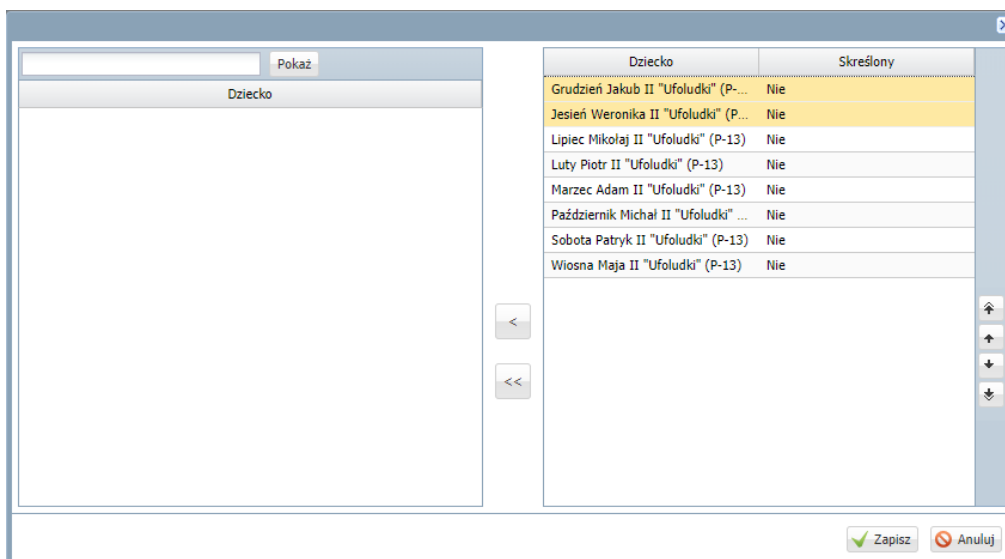 Pokaż
Dziecko
Dziecko Skreślony
Grudzień Jakub II "Ufoludki" (P-... Nie
Jesień Weronika II "Ufoludki" (P... Nie
Lipiec Mikołaj II "Ufoludki" (P-13) Nie
Luty Piotr II "Ufoludki" (P-13) Nie
Marzec Adam II "Ufoludki" (P-13) Nie
Październik Michał II "Ufoludki" ... Nie
Sobota Patryk II "Ufoludki" (P-13) Nie
Wiosna Maja II "Ufoludki" (P-13) Nie
<
<<
Zapisz Anuluj